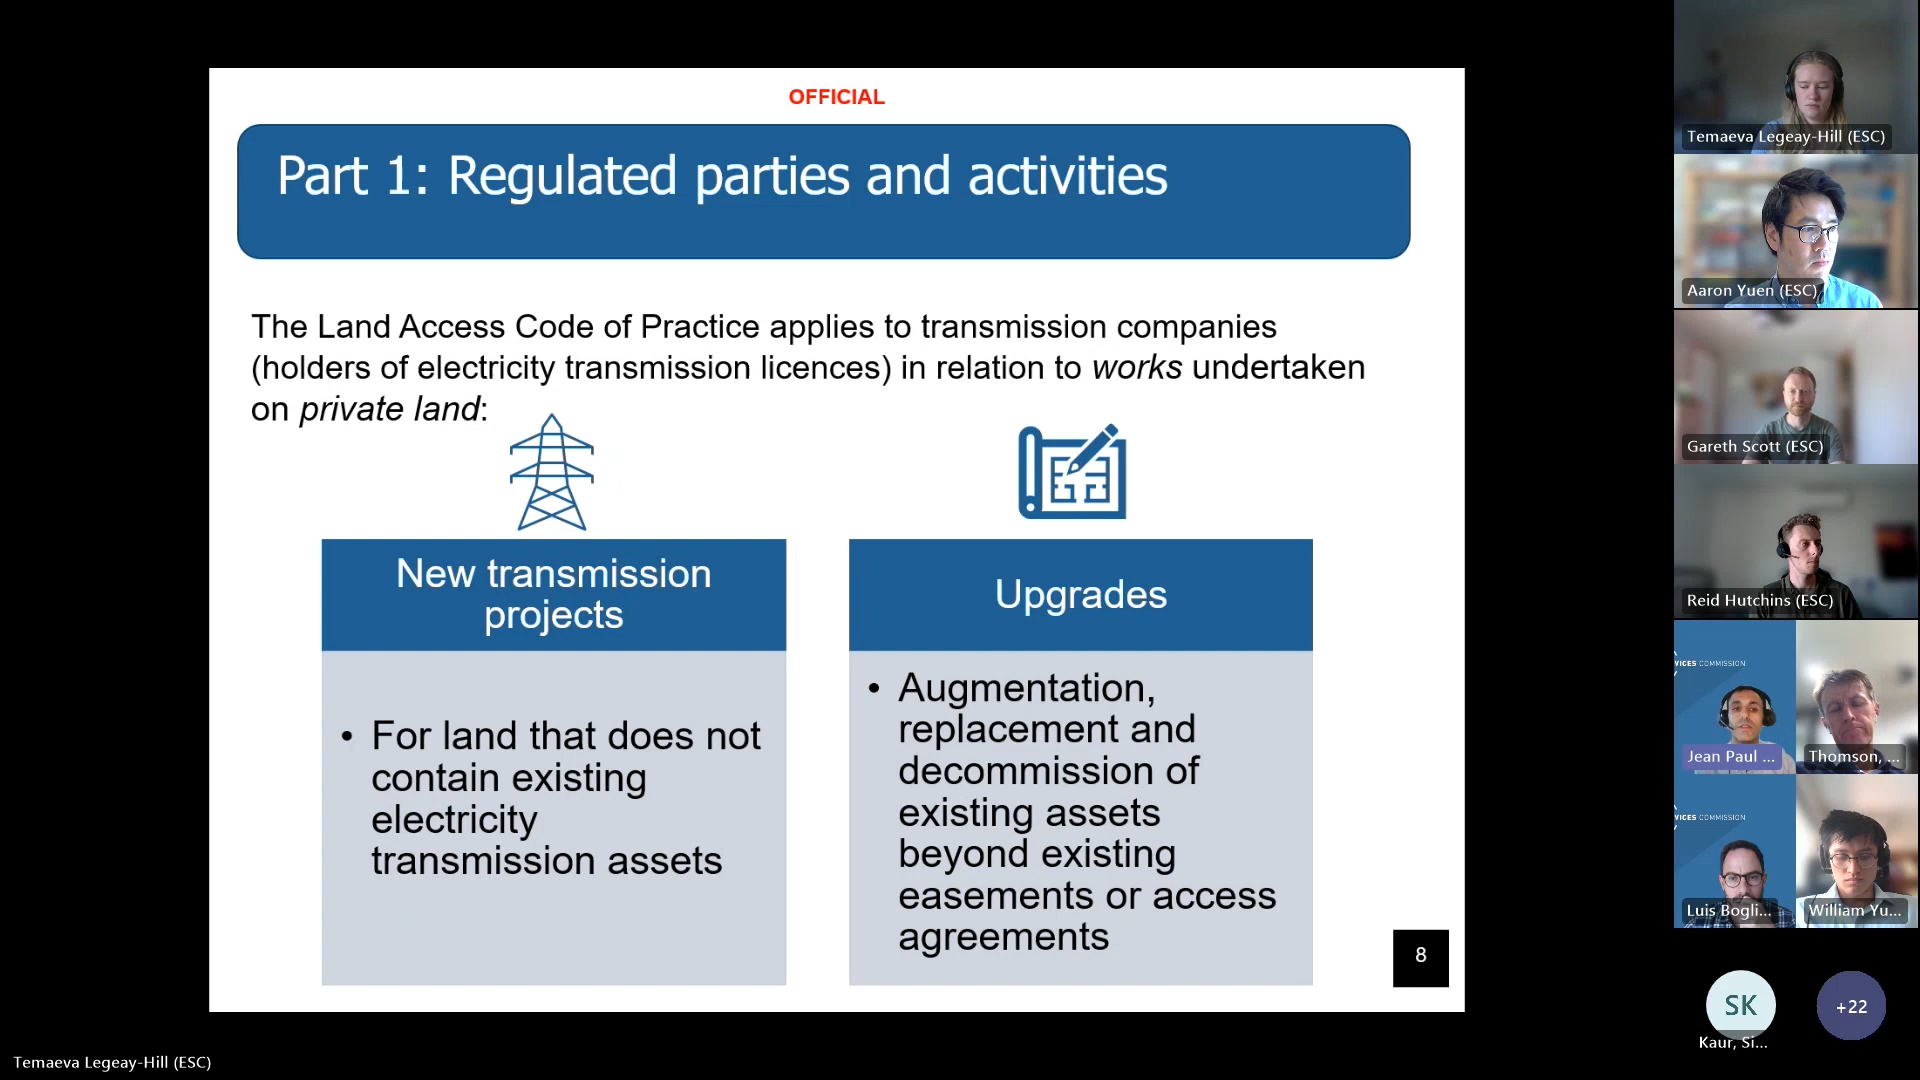 OFFICIAL
Part 1: Regulated parties and activities
The Land Access Code of Practice applies to transmission companies
(holders of electricity transmission licences) in relation to works undertaken
on private land:
New transmission
projects
• For land that does not
contain existing
electricity
transmission assets
Upgrades
• Augmentation,
replacement and
decommission of
existing assets
beyond existing
easements or access
agreements
8
Temaeva Legeay-Hill (ESC)
Aaron Yuen (ESC)
Gareth Scott (ESC)
Reid Hutchins (ESC)
VICES COMMISSION
Jean Paul ...
Thomson, ...
VICES COMMISSION
Luis Bogli...
William Yu...
SK
+22
Kaur, Si...
Temaeva Legeay-Hill (ESC)